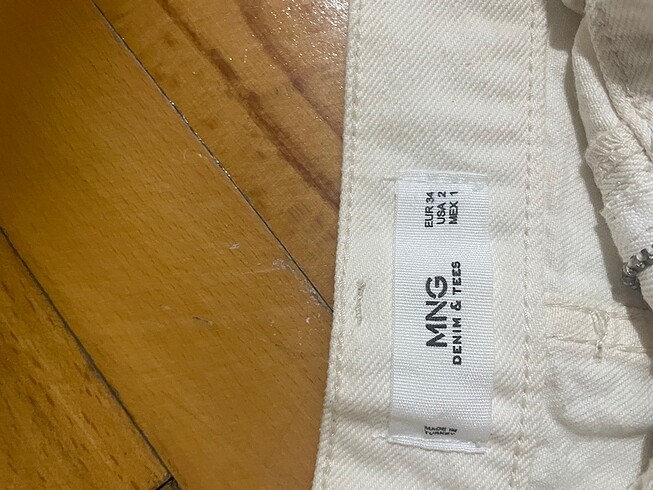 MNG
DENIM & TEES
EUR 34
USA 2
MEX 1
MADE IN
TURKEY